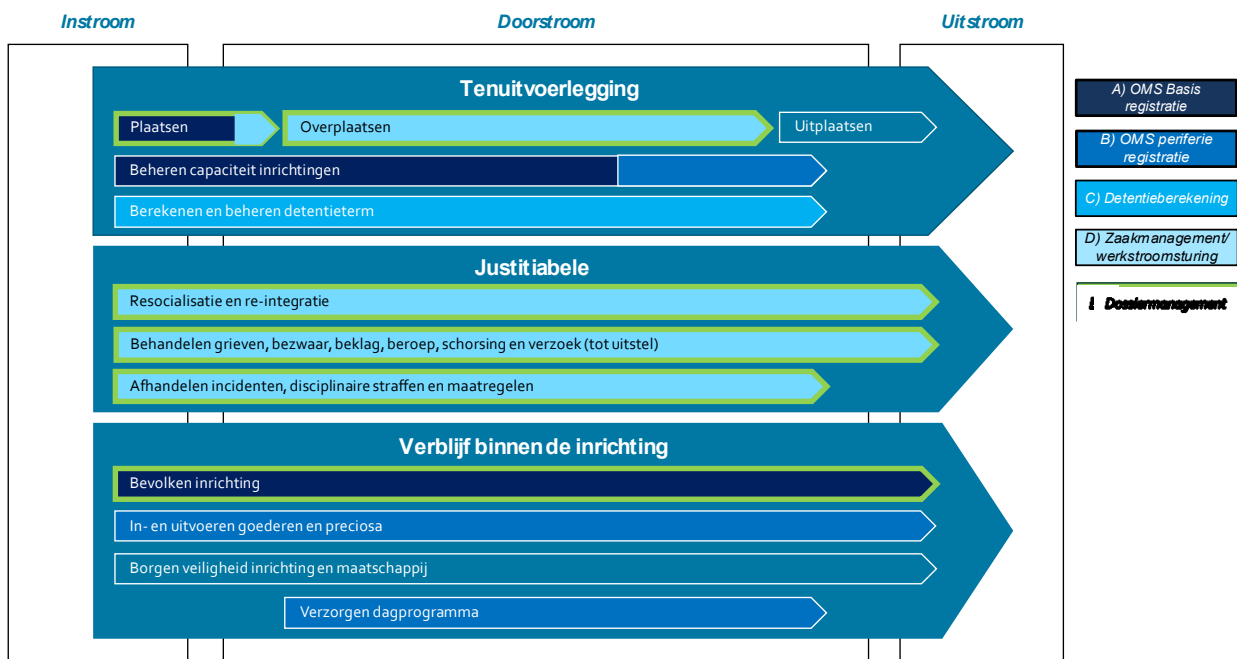 Instroom
Doorstroom
Uitstroom
Tenuitvoerlegging
Plaatsen
Overplaatsen
Uitplaatsen
Beheren capaciteit inrichtingen
Berekenen en beheren detentieterm
Justitiabele
Resocialisatie en re-integratie
Behandelen grieven, bezwaar, beklag, beroep, schorsing en verzoek (tot uitstel)
Afhandelen incidenten, disciplinaire straffen en maatregelen
Verblijf binnen de inrichting
Bevolken inrichting
In- en uitvoeren goederen en preciosa
Borgen veiligheid inrichting en maatschappij
Verzorgen dagprogramma
A) OMS Basis
registratie
B) OMS periferie
registratie
C) Detentieberekening
D) Zaakmanagement/
werkstroomsturing
Dossiermanagement